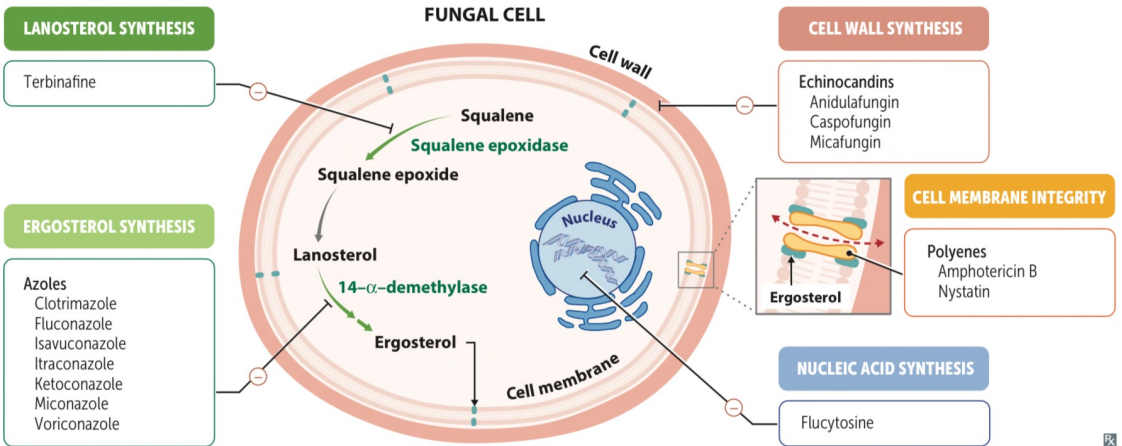 FUNGAL CELL
LANOSTEROL SYNTHESIS
Terbinafine
ERGOSTEROL SYNTHESIS
Azoles
Clotrimazole
Fluconazole
Isavuconazole
Itraconazole
Ketoconazole
Miconazole
Voriconazole
Cell wall
Squalene
Squalene epoxidase
Squalene epoxide
Lanosterol
14–α–demethylase
Ergosterol
Cell membrane
Nucleus
CELL WALL SYNTHESIS
Echinocandins
Anidulafungin
Caspofungin
Micafungin
Ergosterol
CELL MEMBRANE INTEGRITY
Polyenes
Amphotericin B
Nystatin
NUCLEIC ACID SYNTHESIS
Flucytosine
Rx